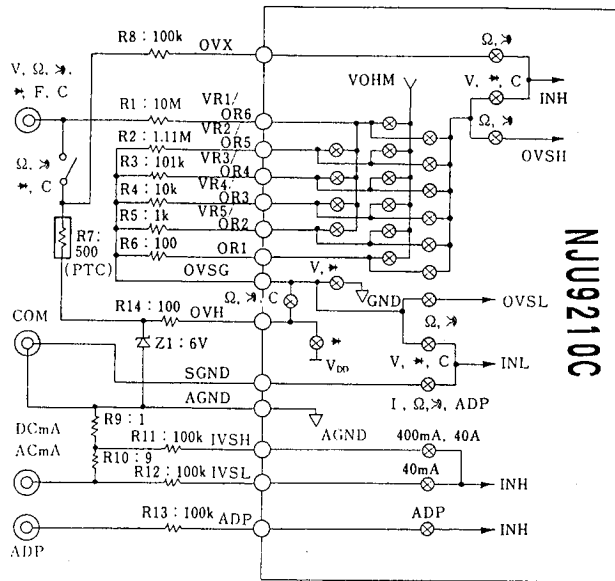 R8：100k
OVX
Ω,⇥
V, Ω, ⇥,
⇥, F, C
VOHM
V, ⇥, C
INH
R1：10M
VR1/
OR6
Ω,⇥
OVSH
R2：1.11M
VR2/
OR5
R3：101k
VR3/
OR4
Ω,⇥
⇥, C
R4：10k
VR4/
OR3
R5：1k
VR5/
OR2
R6：100
OR1
R7：
500
(PTC)
OVSG
V, ⇥
GND
OVSL
Ω,⇥
Ω,⇥ C
R14：100
OVH
⇥
V, ⇥, C
INL
COM
Z1：6V
VDD
SGND
I, Ω,⇥, ADP
AGND
AGND
R9：1
DCmA
ACmA
R11：100k
IVSH
400mA, 40A
R10：9
R12：100k
IVSL
40mA
INH
R13：100k
ADP
ADP
INH
ADP
NJU9210C